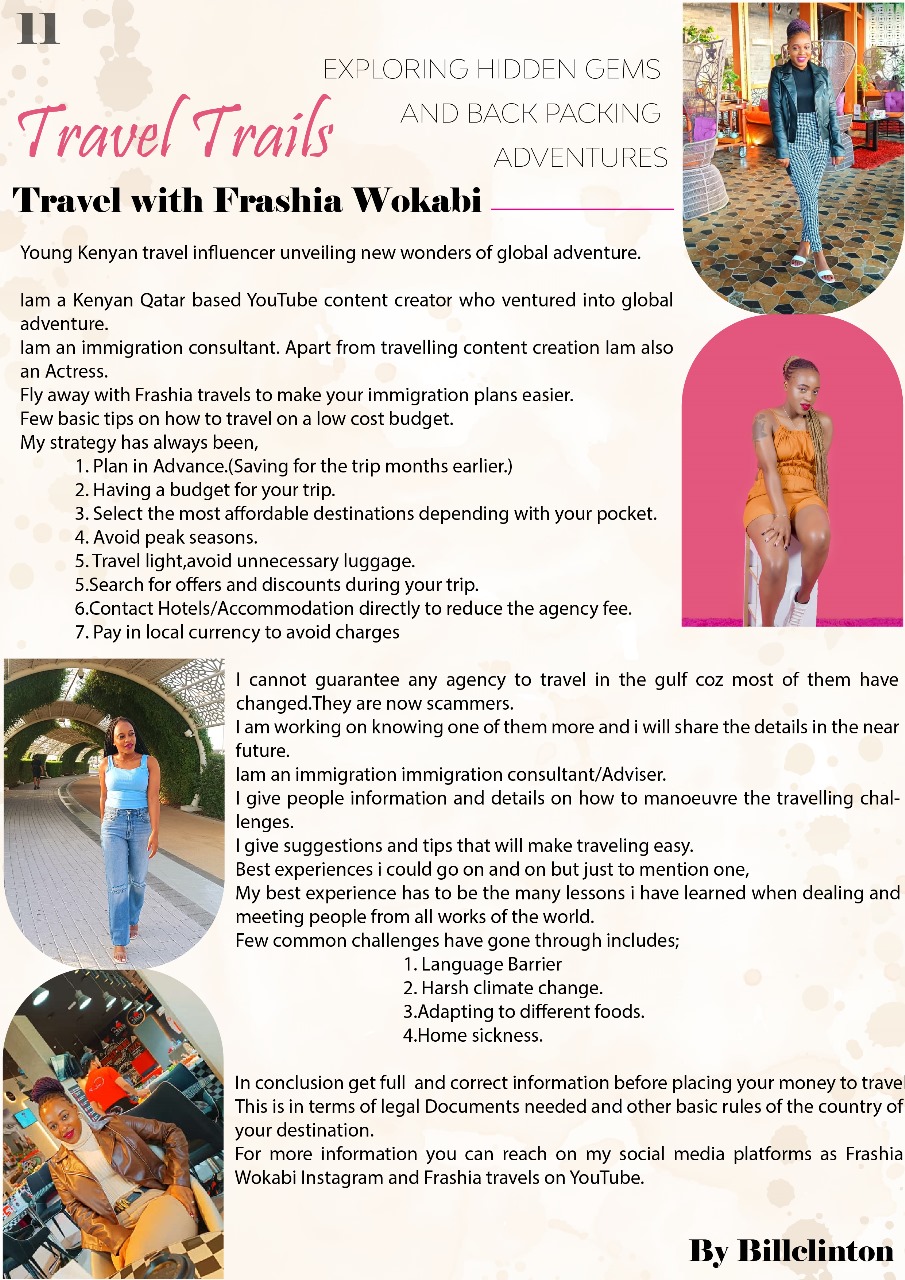 11
EXPLORING HIDDEN GEMS
AND BACK PACKING
ADVENTURES
Travel Trails
Travel with Frashia Wokabi
Young Kenyan travel influencer unveiling new wonders of global adventure.
Iam a Kenyan Qatar based YouTube content creator who ventured into global
adventure.
Iam an immigration consultant. Apart from travelling content creation Iam also
an Actress.
Fly away with Frashia travels to make your immigration plans easier.
Few basic tips on how to travel on a low cost budget.
My strategy has always been,
1. Plan in Advance.(Saving for the trip months earlier.)
2. Having a budget for your trip.
3. Select the most affordable destinations depending with your pocket.
4. Avoid peak seasons.
5. Travel light,avoid unnecessary luggage.
5.Search for offers and discounts during your trip.
6.Contact Hotels/Accommodation directly to reduce the agency fee.
7. Pay in local currency to avoid charges
I cannot guarantee any agency to travel in the gulf coz most of them have
changed.They are now scammers.
I am working on knowing one of them more and i will share the details in the near
future.
Iam an immigration immigration consultant/Adviser.
I give people information and details on how to manoeuvre the travelling chal-
lenges.
I give suggestions and tips that will make traveling easy.
Best experiences i could go on and on but just to mention one,
My best experience has to be the many lessons i have learned when dealing and
meeting people from all works of the world.
Few common challenges have gone through includes;
1. Language Barrier
2. Harsh climate change.
3.Adapting to different foods.
4.Home sickness.
In conclusion get full and correct information before placing your money to travel
This is in terms of legal Documents needed and other basic rules of the country of
your destination.
For more information you can reach on my social media platforms as Frashia
Wokabi Instagram and Frashia travels on YouTube.
By Billclinton